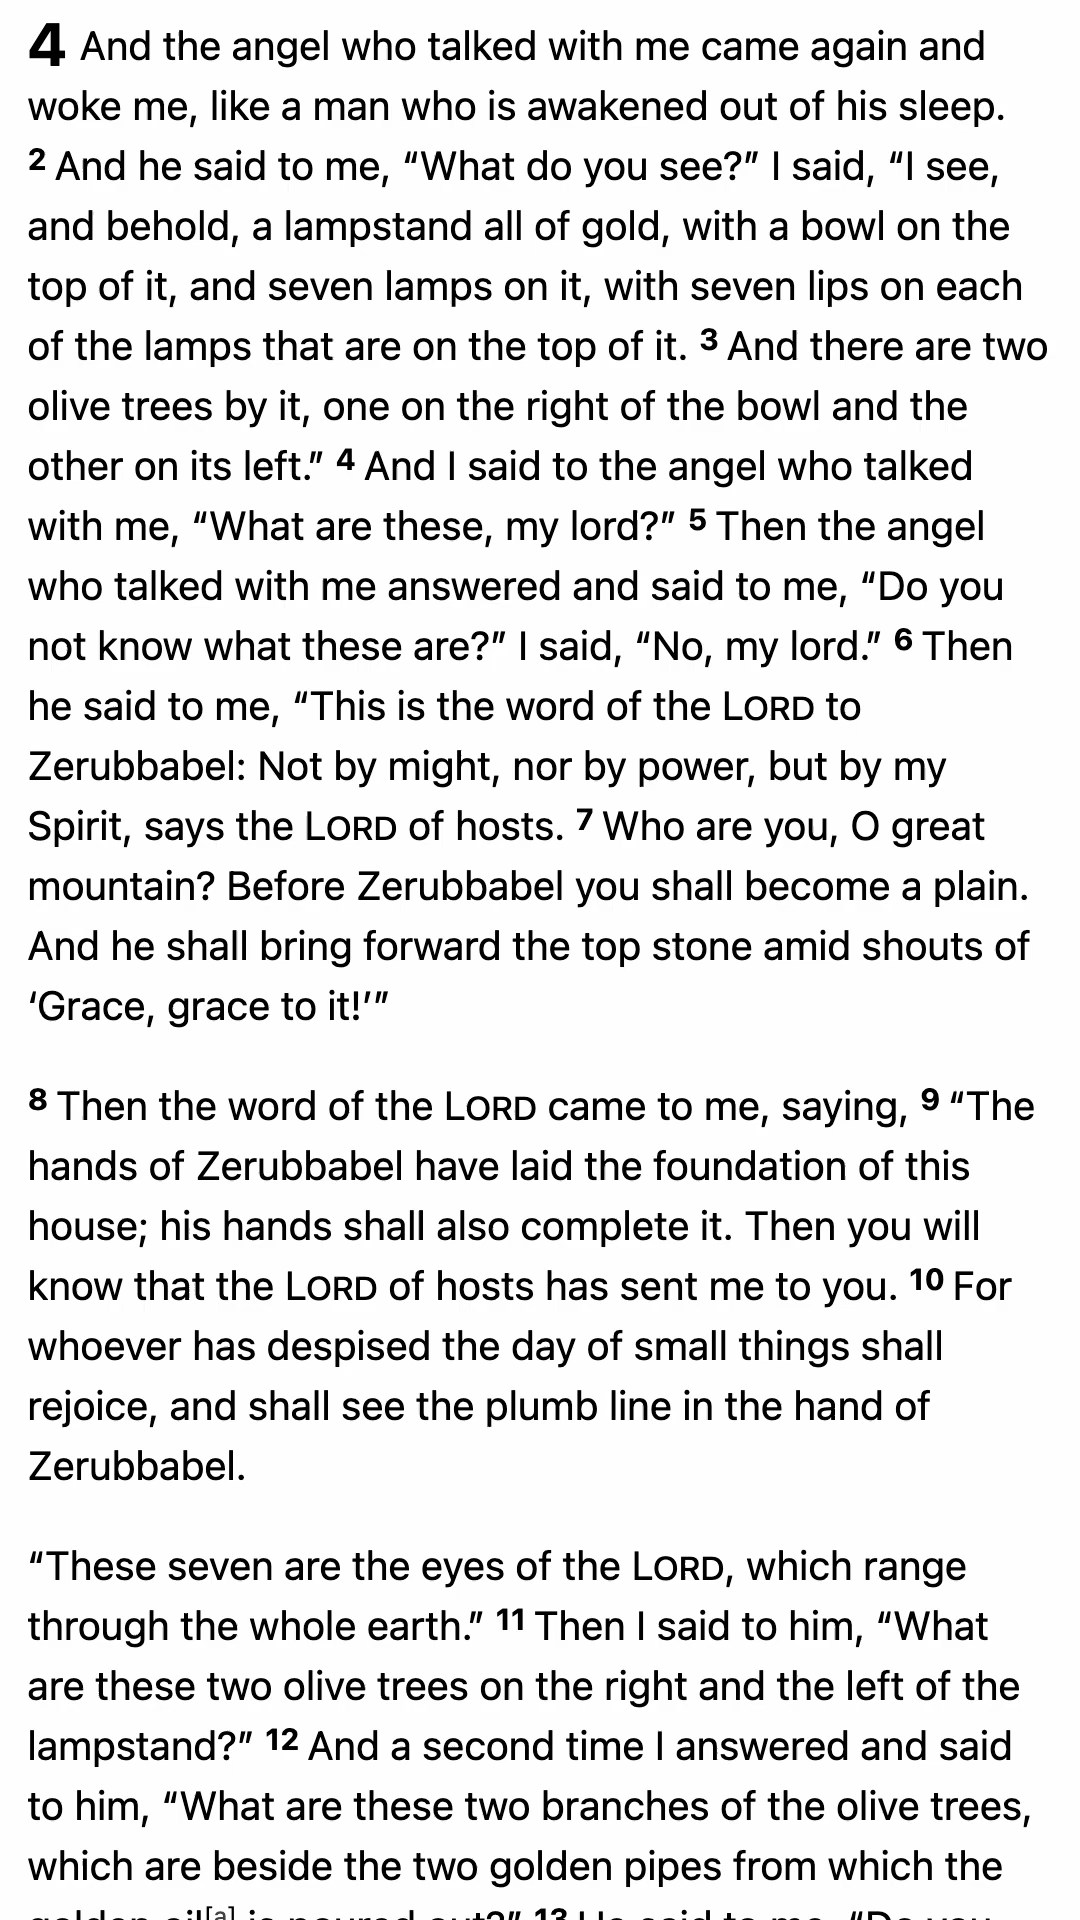 4 And the angel who talked with me came again and
woke me, like a man who is awakened out of his sleep.
2 And he said to me, “What do you see?” I said, “I see,
and behold, a lampstand all of gold, with a bowl on the
top of it, and seven lamps on it, with seven lips on each
of the lamps that are on the top of it. 3 And there are two
olive trees by it, one on the right of the bowl and the
other on its left.” 4 And I said to the angel who talked
with me, “What are these, my lord?” 5 Then the angel
who talked with me answered and said to me, “Do you
not know what these are?” I said, “No, my lord.” 6 Then
he said to me, “This is the word of the LORD to
Zerubbabel: Not by might, nor by power, but by my
Spirit, says the LORD of hosts. 7 Who are you, O great
mountain? Before Zerubbabel you shall become a plain.
And he shall bring forward the top stone amid shouts of
‘Grace, grace to it!’”
8 Then the word of the LORD came to me, saying, 9 “The
hands of Zerubbabel have laid the foundation of this
house; his hands shall also complete it. Then you will
know that the LORD of hosts has sent me to you. 10 For
whoever has despised the day of small things shall
rejoice, and shall see the plumb line in the hand of
Zerubbabel.
“These seven are the eyes of the LORD, which range
through the whole earth.” 11 Then I said to him, “What
are these two olive trees on the right and the left of the
lampstand?” 12 And a second time I answered and said
to him, “What are these two branches of the olive trees,
which are beside the two golden pipes from which the
golden oil[a] is poured out?” 13 He said to me, “Do you